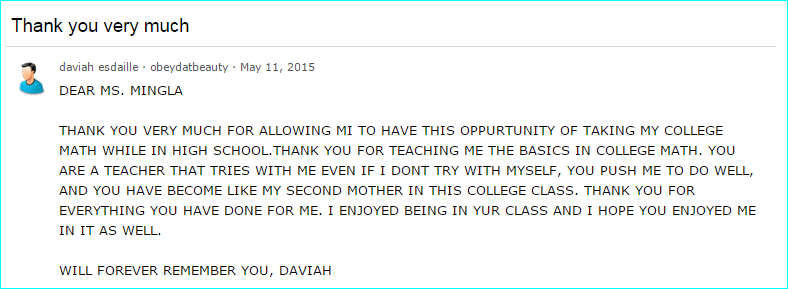 Thank you very much
daviah esdaille · obeydatbeauty · May 11, 2015
DEAR MS. MINGLA
THANK YOU VERY MUCH FOR ALLOWING MI TO HAVE THIS OPPURTUNITY OF TAKING MY COLLEGE
MATH WHILE IN HIGH SCHOOL.THANK YOU FOR TEACHING ME THE BASICS IN COLLEGE MATH. YOU
ARE A TEACHER THAT TRIES WITH ME EVEN IF I DONT TRY WITH MYSELF, YOU PUSH ME TO DO WELL,
AND YOU HAVE BECOME LIKE MY SECOND MOTHER IN THIS COLLEGE CLASS. THANK YOU FOR
EVERYTHING YOU HAVE DONE FOR ME. I ENJOYED BEING IN YUR CLASS AND I HOPE YOU ENJOYED ME
IN IT AS WELL.
WILL FOREVER REMEMBER YOU, DAVIAH